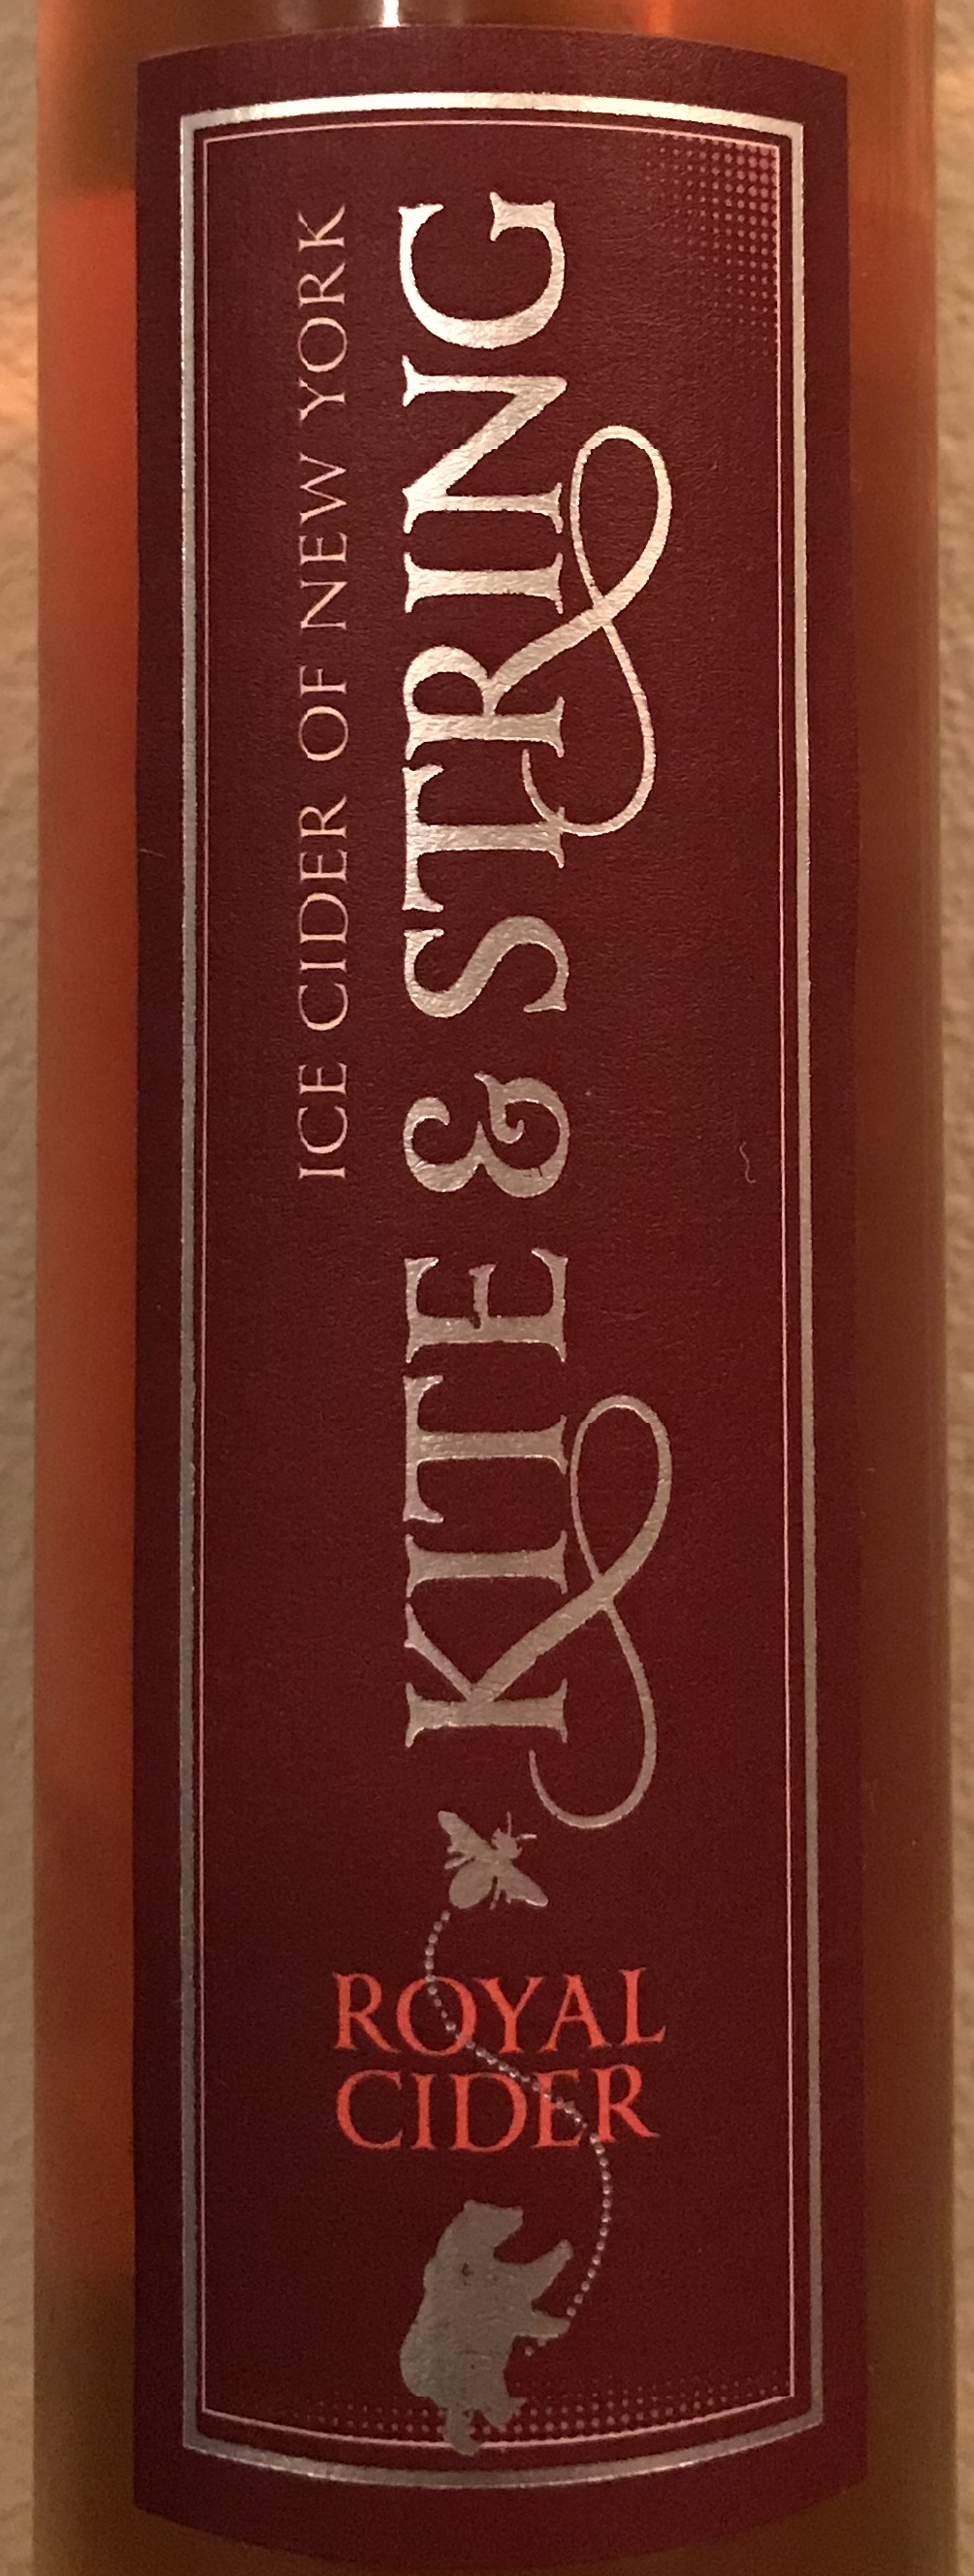 ICE CIDER OF NEW YORK
KITE & STRING
ROYAL
CIDER